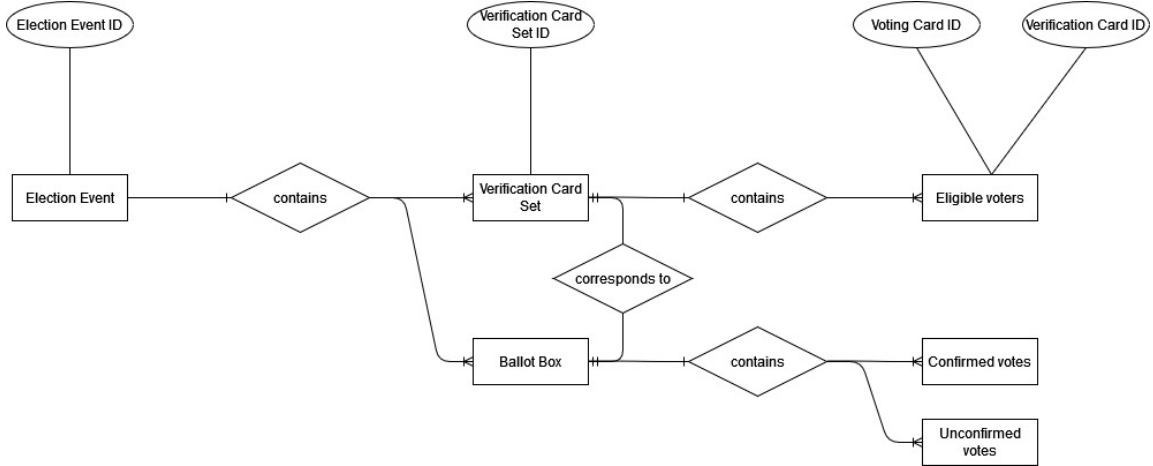 Election Event ID
Verification Card
Set ID
Voting Card ID
Verification Card ID
Election Event
contains
Verification Card
Set
contains
Eligible voters
corresponds to
Ballot Box
contains
Confirmed votes
Unconfirmed
votes